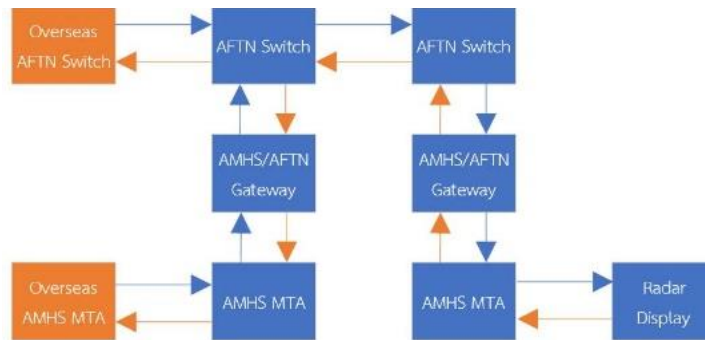 Overseas
AFTN Switch
AFTN Switch
AFTN Switch
AMHS/AFTN
Gateway
AMHS/AFTN
Gateway
Overseas
AMHS MTA
AMHS MTA
AMHS MTA
Radar
Display